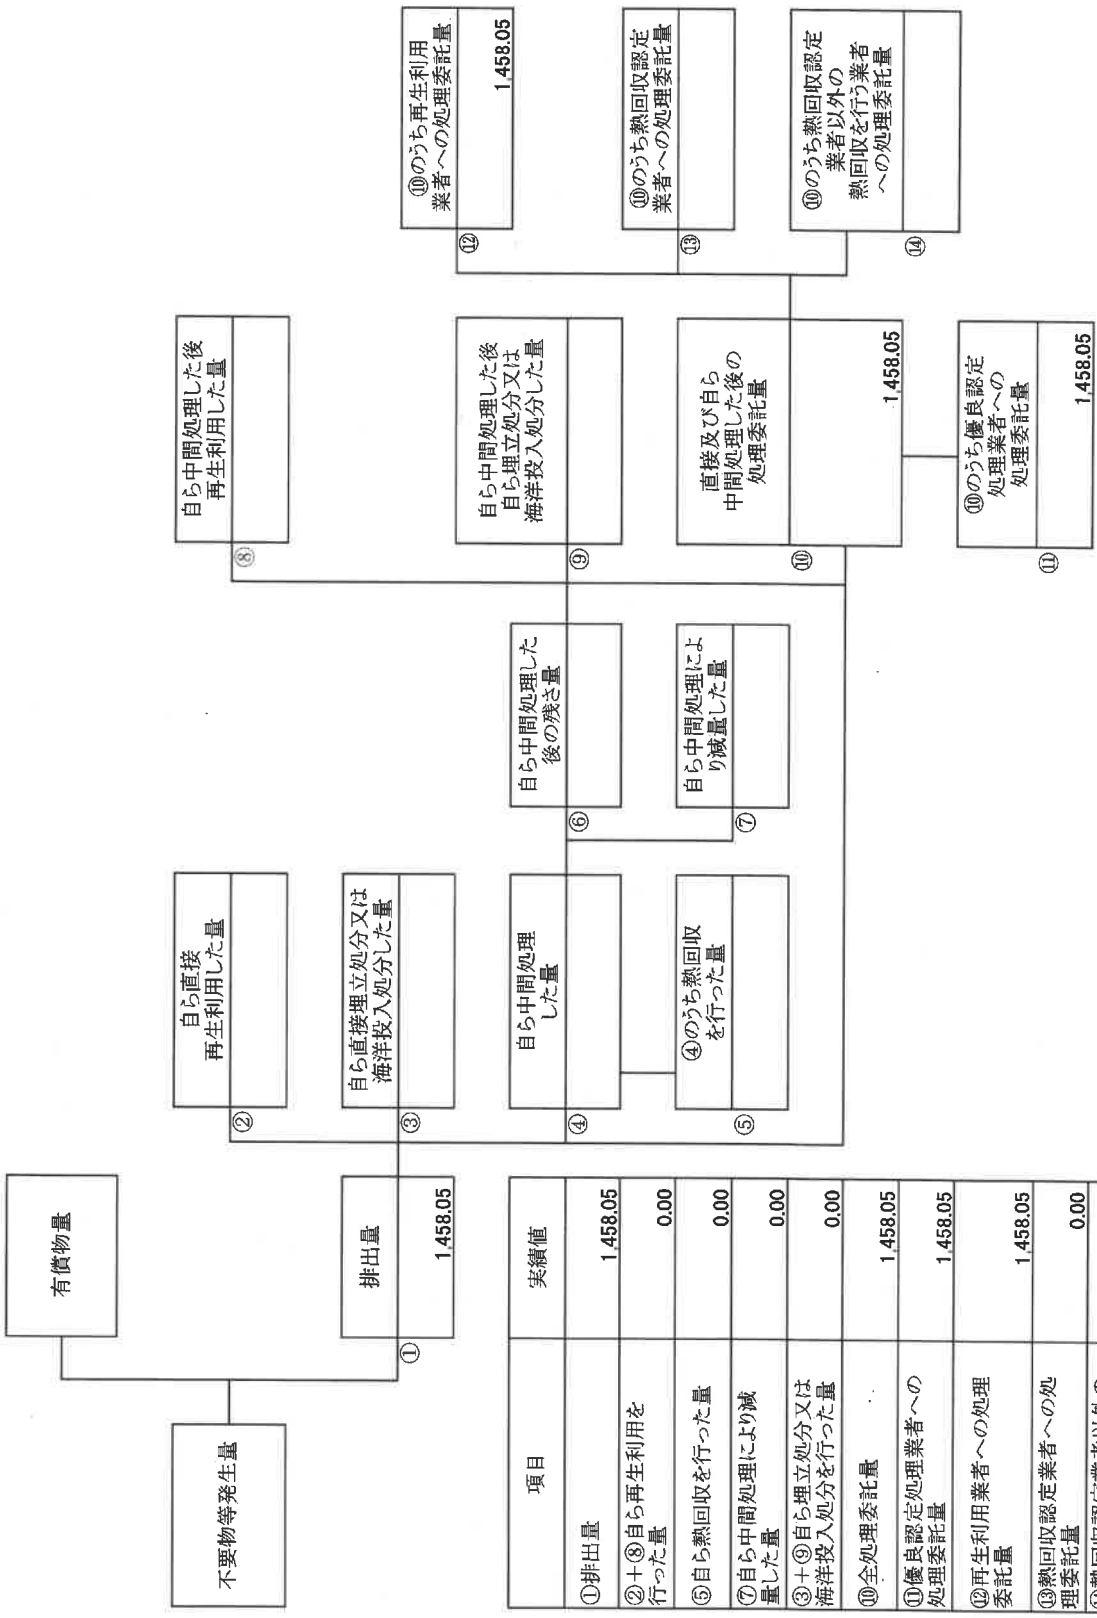 不要物等発生量
有償物量
排出量
①
1,458.05
自ら直接
再生利用した量
②
自ら直接埋立処分又は
海洋投入処分した量
③
自ら中間処理
した量
④
④のうち熱回収
を行った量
⑤
自ら中間処理した
後の残さ量
⑥
自ら中間処理によ
り減量した量
⑦
自ら中間処理した後
再生利用した量
⑧
自ら中間処理した後
自ら埋立処分又は
海洋投入処分した量
⑨
直接及び自ら
中間処理した後の
処理委託量
⑩
1,458.05
⑩のうち優良認定
処理業者への
処理委託量
⑪
1,458.05
⑩のうち再生利用
業者への処理委託量
⑫
1,458.05
⑩のうち熱回収認定
業者への処理委託量
⑬
⑩のうち熱回収認定
業者以外の
熱回収を行う業者
への処理委託量
⑭
項目 実績値
①排出量 1,458.05
②+⑧自ら再生利用を
行った量 0.00
⑤自ら熱回収を行った量 0.00
⑦自ら中間処理により減
量した量 0.00
③+⑨自ら埋立処分又は
海洋投入処分を行った量 0.00
⑩全処理委託量 1,458.05
⑪優良認定処理業者への
処理委託量 1,458.05
⑫再生利用業者への処理
委託量 1,458.05
⑬熱回収認定業者への処
理委託量 0.00